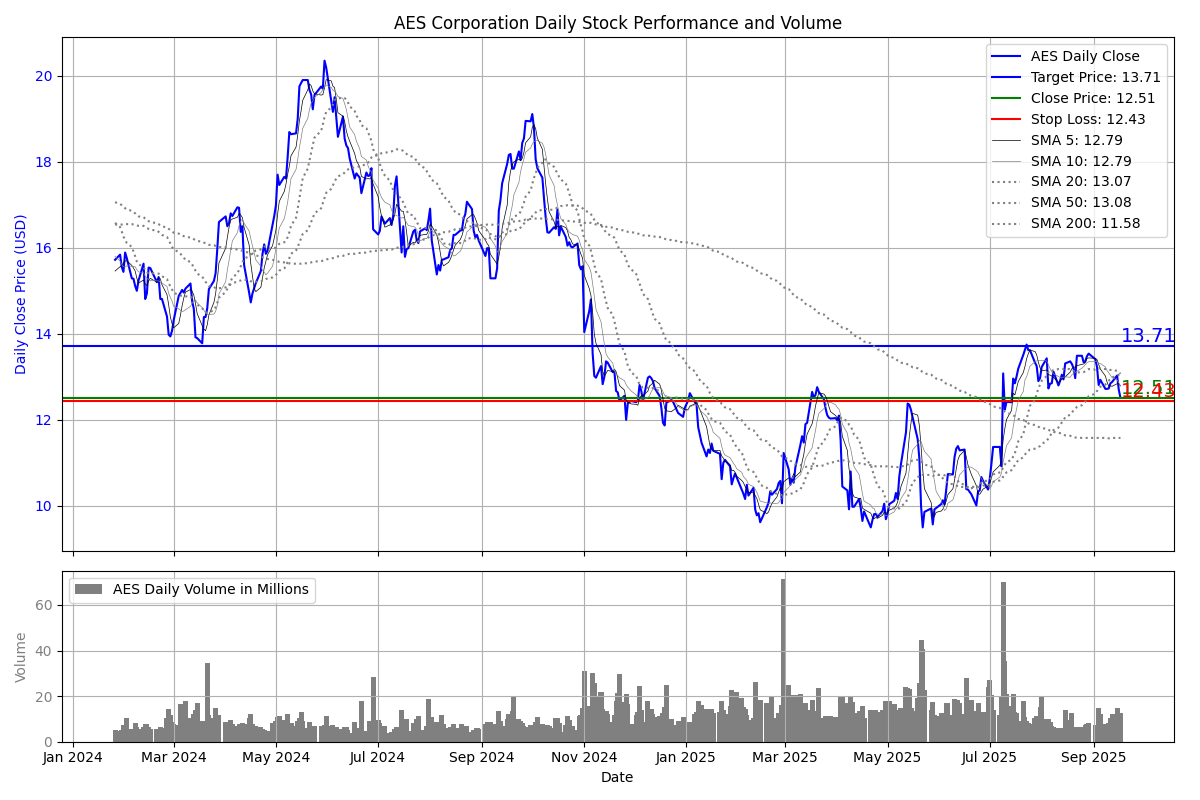 AES Corporation Daily Stock Performance and Volume
AES Daily Close
Target Price: 13.71
Close Price: 12.51
Stop Loss: 12.43
SMA 5: 12.79
SMA 10: 12.79
SMA 20: 13.07
SMA 50: 13.08
SMA 200: 11.58
Daily Close Price (USD)
20
18
16
14
12
10
13.71
12.51
12.43
AES Daily Volume in Millions
Volume
60
40
20
0
Jan 2024
Mar 2024
May 2024
Jul 2024
Sep 2024
Nov 2024
Jan 2025
Mar 2025
May 2025
Jul 2025
Sep 2025
Date